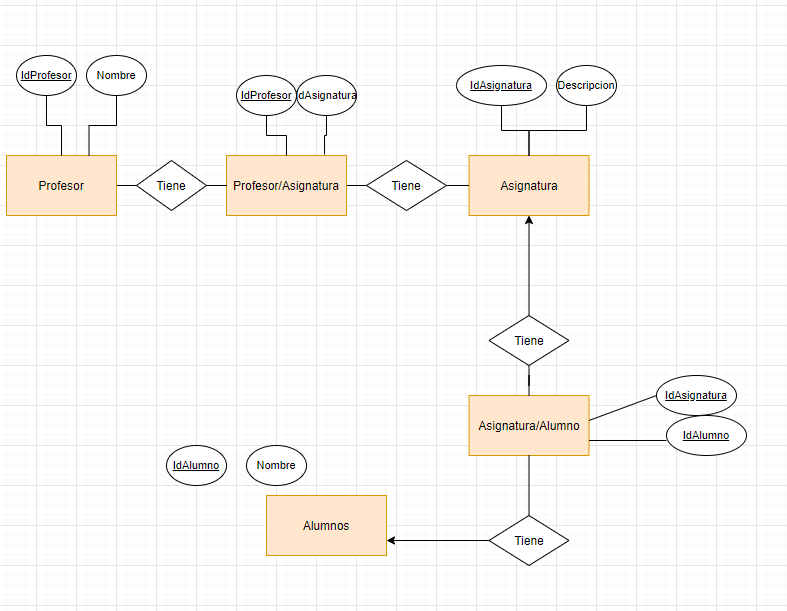 IdProfesor
Nombre
IdProfesor
dAsignatura
IdAsignatura
Descripcion
Profesor
Tiene
Profesor/Asignatura
Tiene
Asignatura
Tiene
IdAsignatura
Asignatura/Alumno
IdAlumno
IdAlumno
Nombre
Alumnos
Tiene